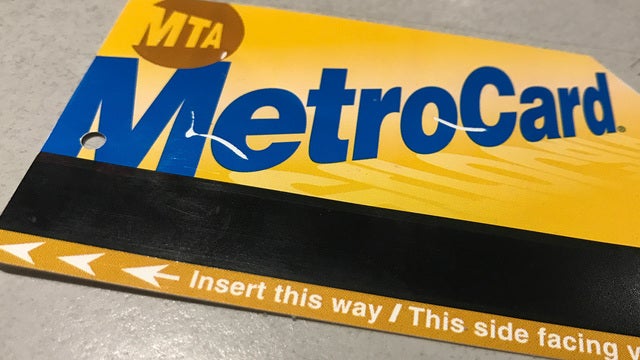 MTA
MetroCard
Insert this way / This side facing